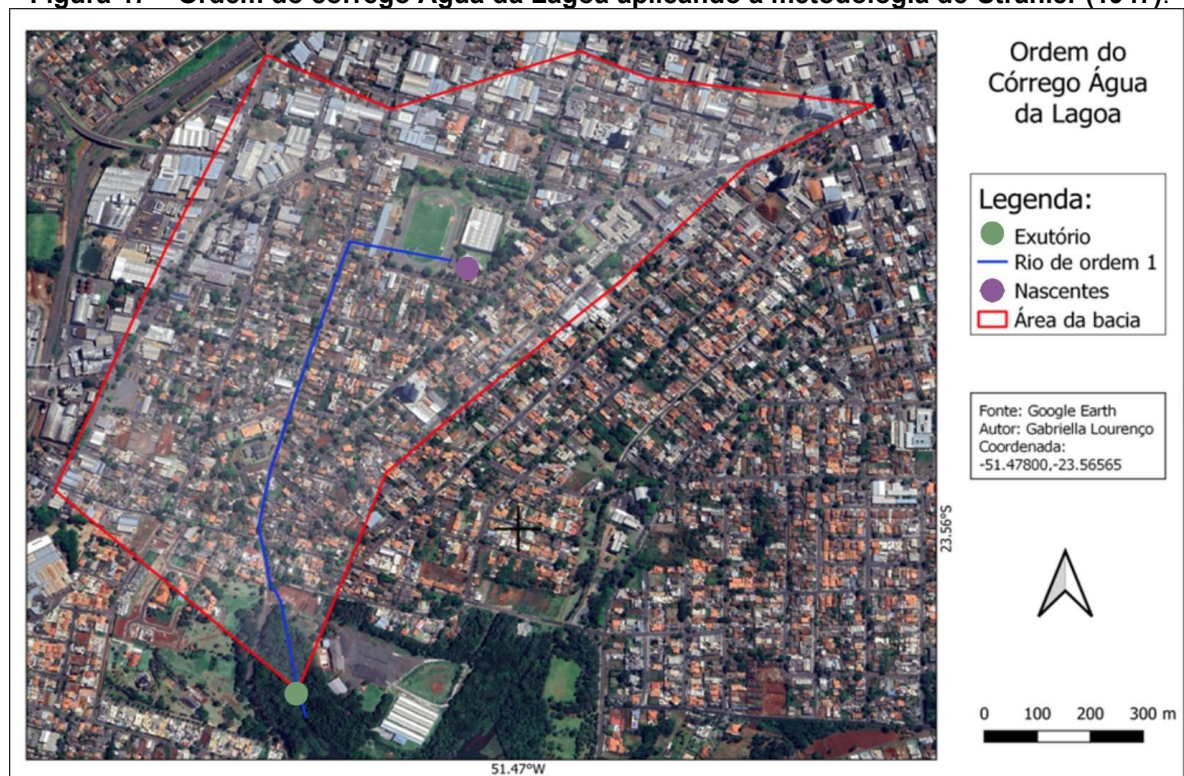 Figura 47 – Ordem do córrego Água da Lagoa aplicando a metodologia de Strahler (1947).
Ordem do
Córrego Água
da Lagoa
Legenda:
Exutório
Rio de ordem 1
Nascentes
Área da bacia
Fonte: Google Earth
Autor: Gabriella Lourenço
Coordenada:
-51.47800,-23.56565
23.56°S
0 100 200 300 m
51.47°W